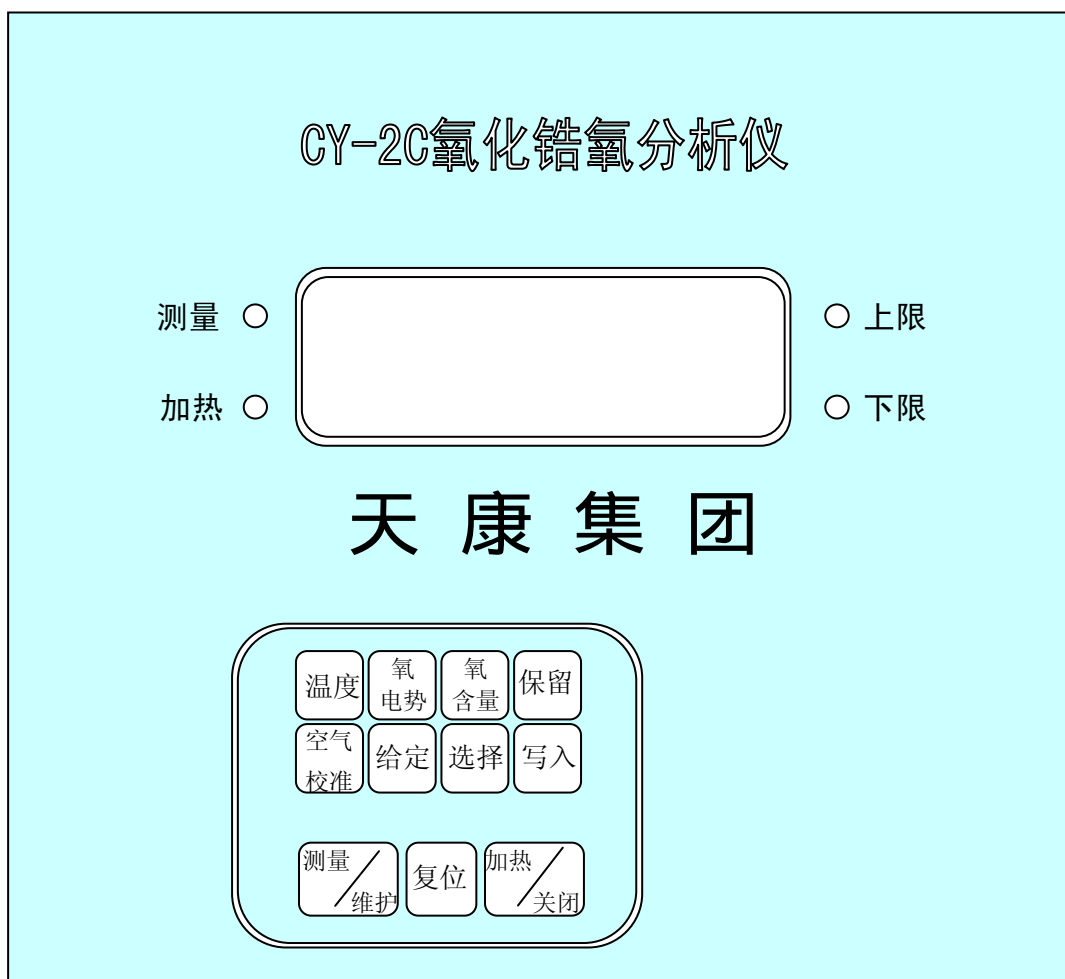 CY-2C氧化锆氧分析仪
测量
上限
加热
下限
天康集团
温度
氧
电势
氧
含量
保留
空气
校准
给定
选择
写入
测量
维护
复位
加热
关闭